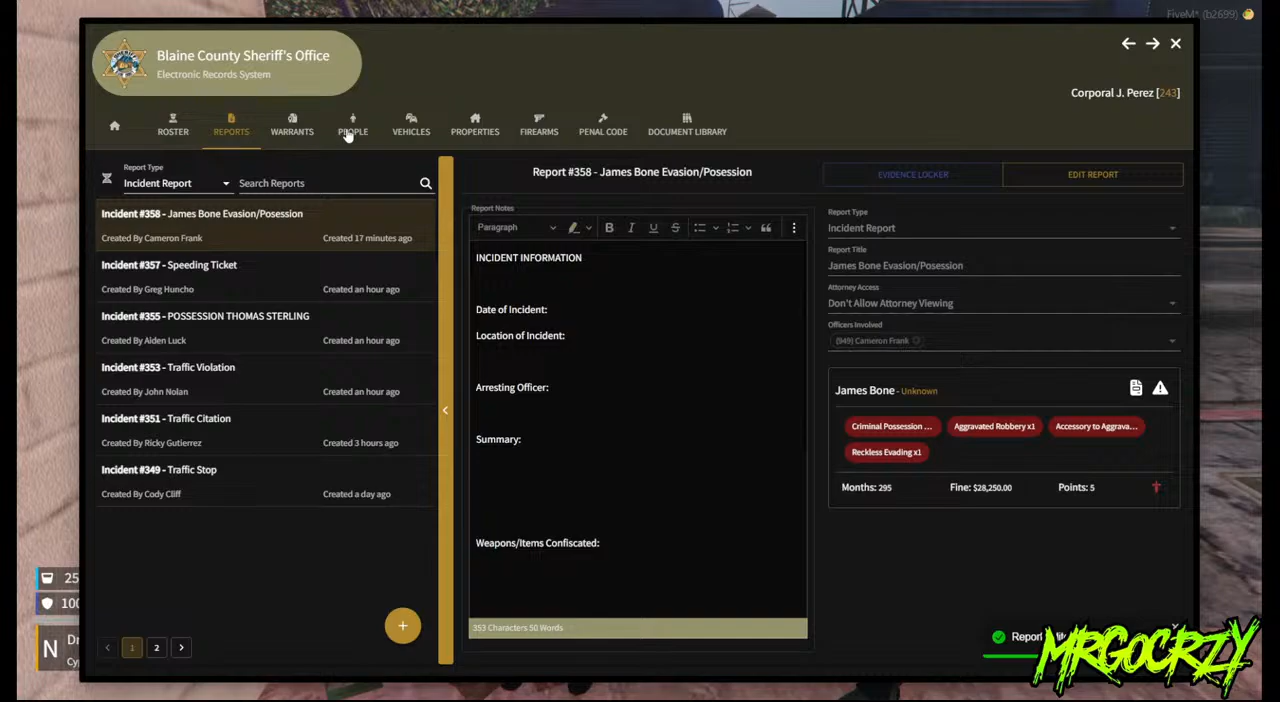 FiveM* (b2699)
Blaine County Sheriff's Office
Electronic Records System
Corporal J. Perez [243]
ROSTER
REPORTS
WARRANTS
PEOPLE
VEHICLES
PROPERTIES
FIREARMS
PENAL CODE
DOCUMENT LIBRARY
Report Type
Incident Report
Search Reports
Incident #358 - James Bone Evasion/Posession
Created By Cameron Frank
Created 17 minutes ago
Incident #357 - Speeding Ticket
Created By Greg Huncho
Created an hour ago
Incident #355 - POSSESSION THOMAS STERLING
Created By Aiden Luck
Created an hour ago
Incident #353 - Traffic Violation
Created By John Nolan
Created an hour ago
Incident #351 - Traffic Citation
Created By Ricky Gutierrez
Created 3 hours ago
Incident #349 - Traffic Stop
Created By Cody Cliff
Created a day ago
1
2
+
Report #358 - James Bone Evasion/Posession
Report Notes
Paragraph
B I U S
INCIDENT INFORMATION
Date of Incident:
Location of Incident:
Arresting Officer:
Summary:
Weapons/Items Confiscated:
353 Characters 50 Words
EVIDENCE LOCKER
EDIT REPORT
Report Type
Incident Report
Report Title
James Bone Evasion/Posession
Attorney Access
Don't Allow Attorney Viewing
Officers Involved
(949) Cameron Frank
James Bone - Unknown
Criminal Possession ...
Aggravated Robbery x1
Accessory to Aggrava...
Reckless Evading x1
Months: 295
Fine: $28,250.00
Points: 5
25
100
N
MRGOCRZY